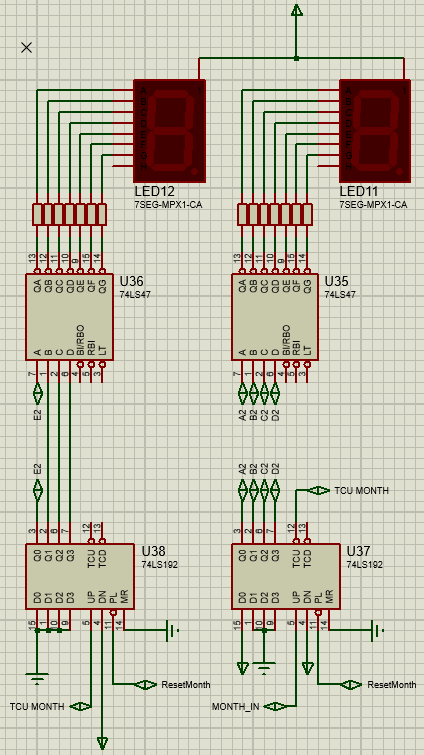 LED12
7SEG-MPX1-CA
LED11
7SEG-MPX1-CA
13 12 11 10 9 15 14
QA QB QC QD QE QF QG
U36
74LS47
A B C D BI/RBO RBI LT
7 1 2 6 4 5 3
13 12 11 10 9 15 14
QA QB QC QD QE QF QG
U35
74LS47
A B C D BI/RBO RBI LT
7 1 2 6 4 5 3
E2
A2 B2 C2 D2
E2
A2 B2 C2 D2
TCU MONTH
3 2 6 7 12 13
Q0 Q1 Q2 Q3 TCU TCD
U38
74LS192
D0 D1 D2 D3 UP DN PL MR
15 1 10 9 5 4 11 14
3 2 6 7 12 13
Q0 Q1 Q2 Q3 TCU TCD
U37
74LS192
D0 D1 D2 D3 UP DN PL MR
15 1 10 9 5 4 11 14
ResetMonth
ResetMonth
TCU MONTH
MONTH_IN